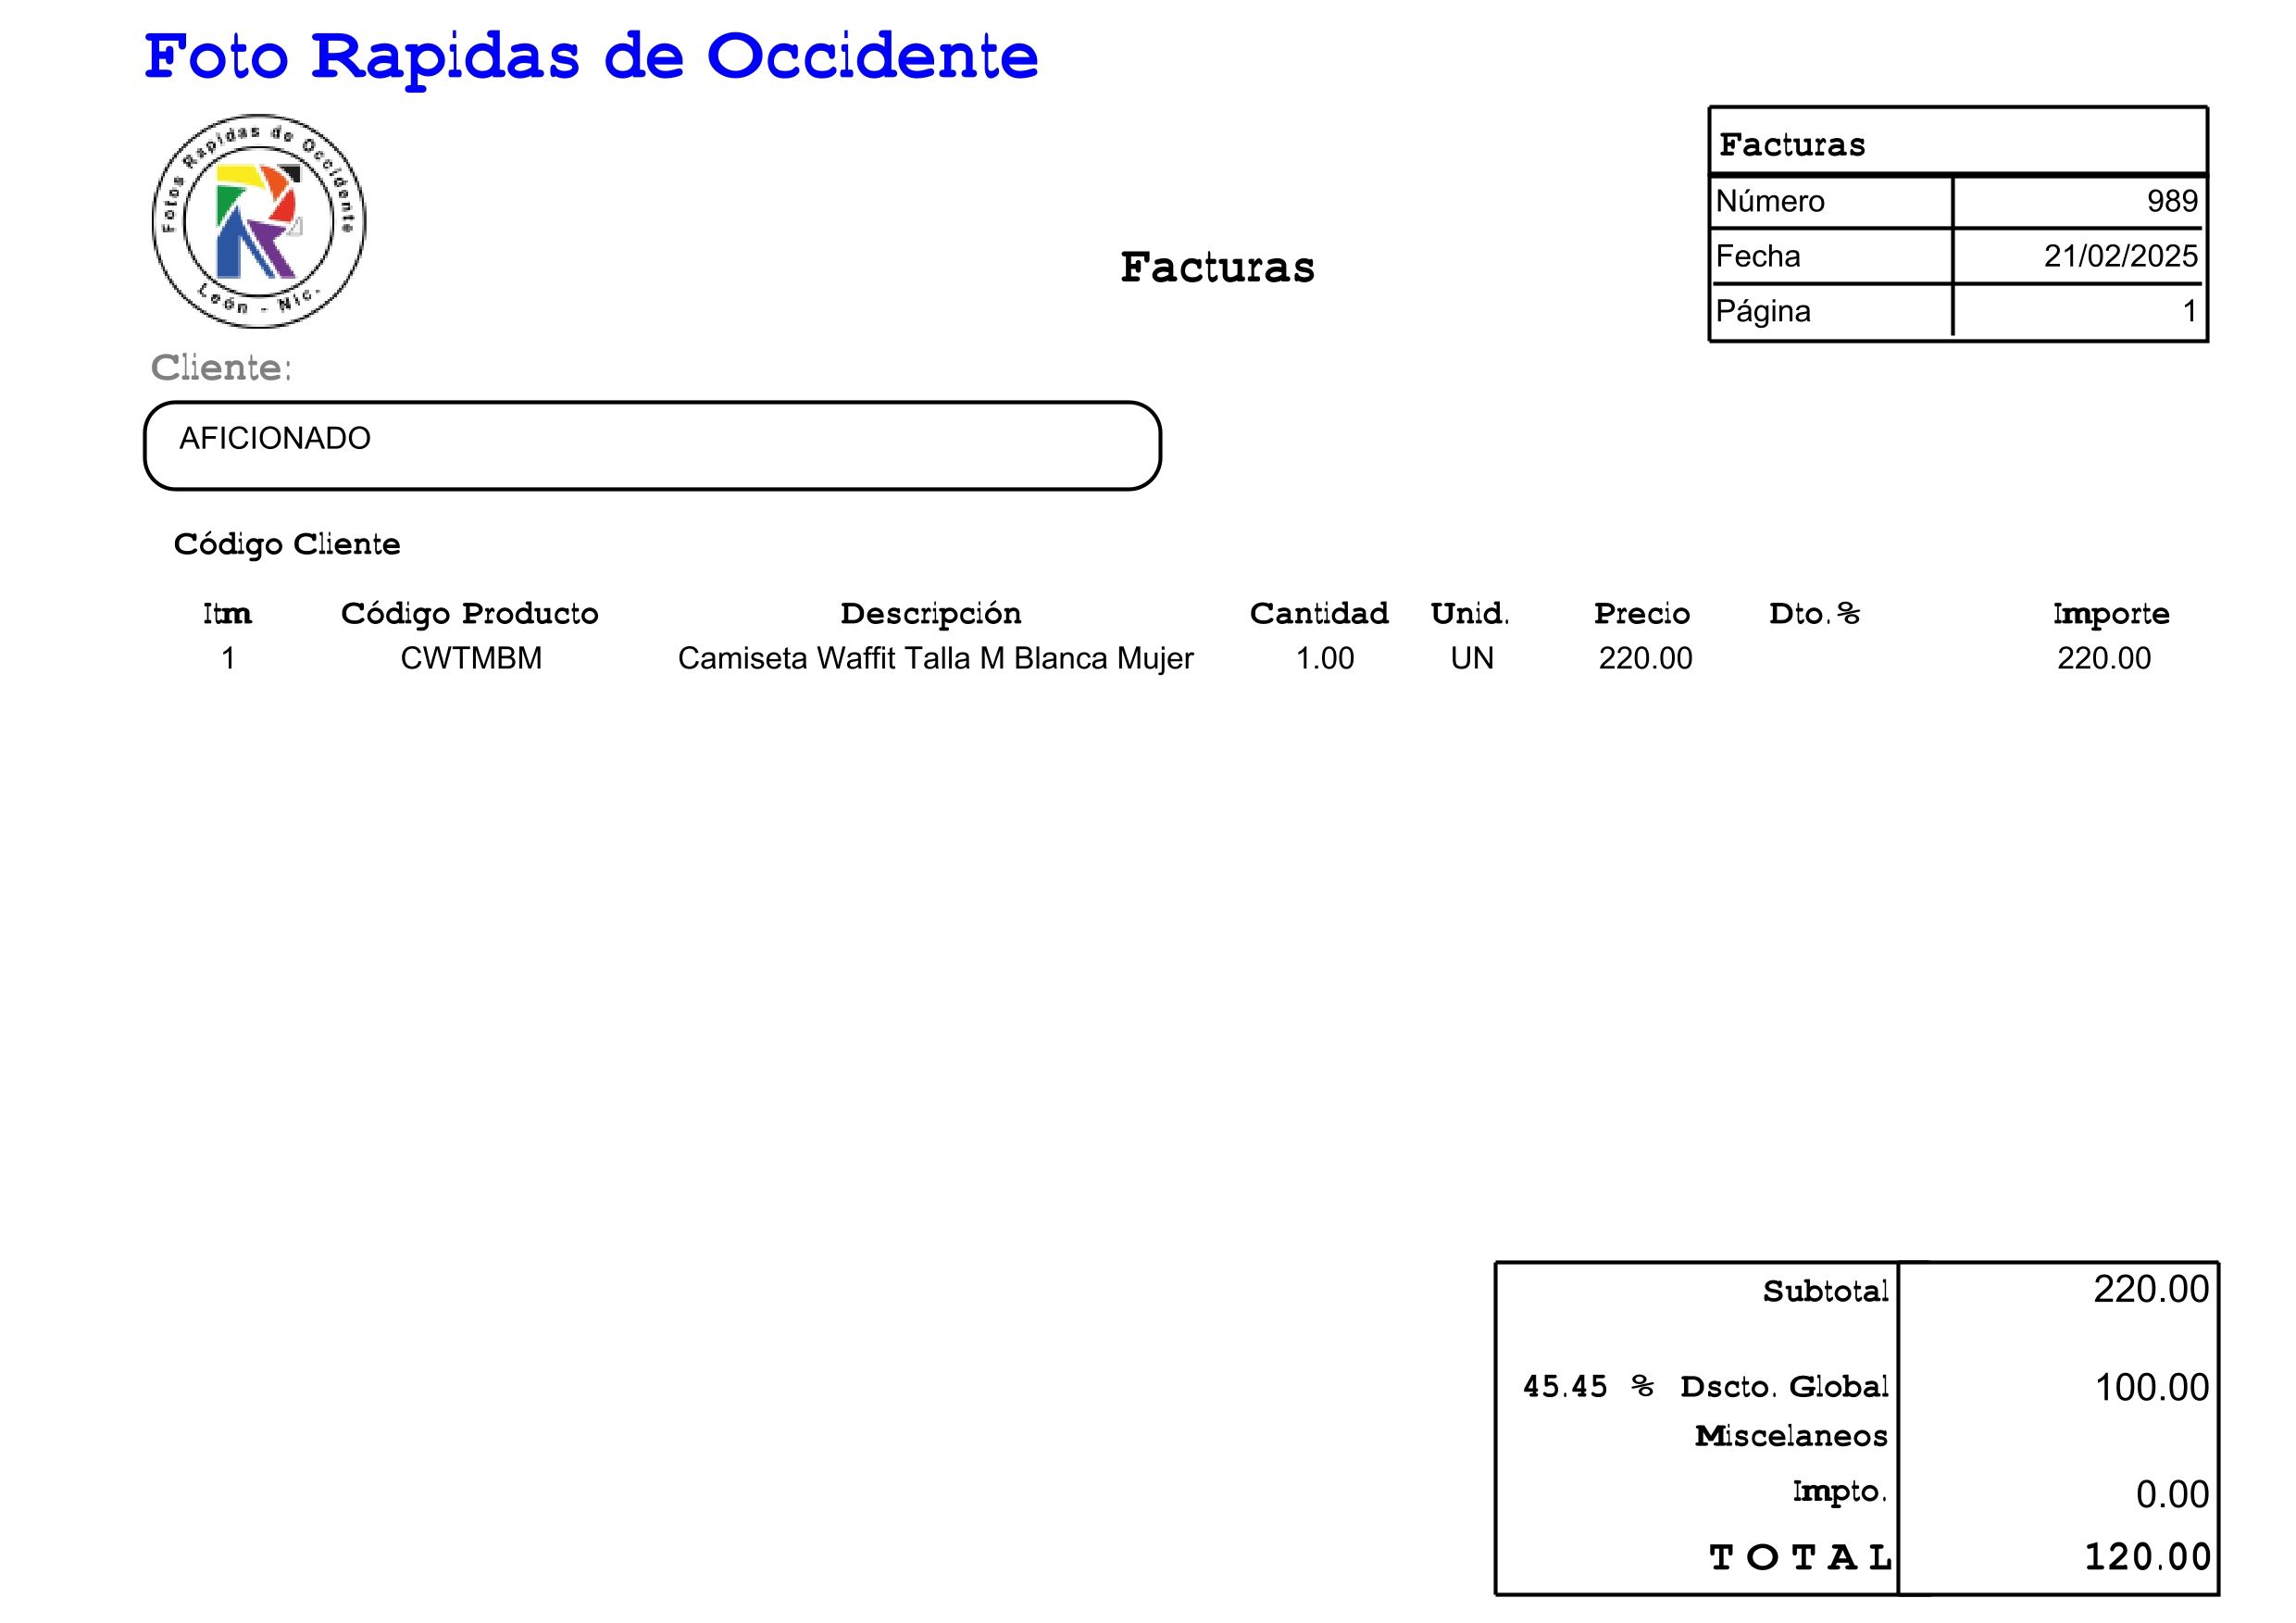 Foto Rapidas de Occidente
Fotos Rapidas de Occidente
León - Nic.
Facturas
Facturas
Número 989
Fecha 21/02/2025
Página 1
Cliente:
AFICIONADO
Código Cliente
Itm Código Producto Descripción Cantidad Unid. Precio Dto.% Importe
1 CWTMBM Camiseta Waffit Talla M Blanca Mujer 1.00 UN 220.00 220.00
Subtotal 220.00
45.45 % Dscto. Global 100.00
Miscelaneos
Impto. 0.00
TOTAL 120.00